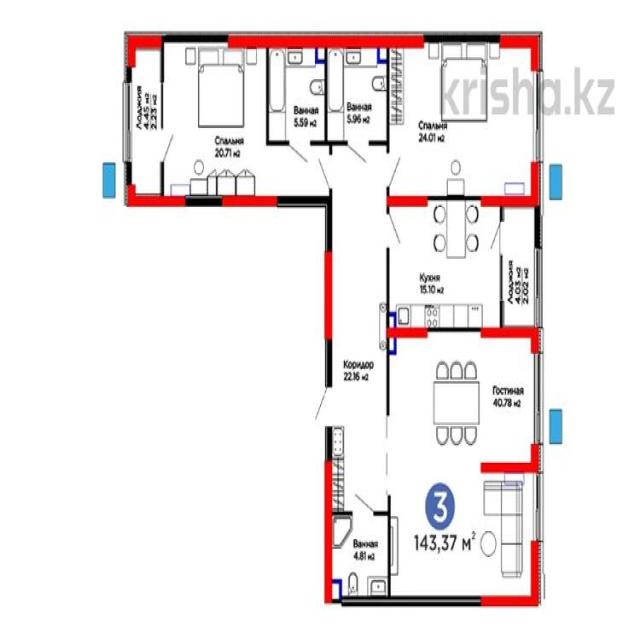 krisha.kz
Лоджия
4.45 м2
2.23 м2
Спальня
20.71 м2
Ванная
5.59 м2
Ванная
5.96 м2
Спальня
24.01 м2
Кухня
15.10 м2
Лоджия
4.03 м2
2.02 м2
Коридор
22.16 м2
Гостиная
40.78 м2
Ванная
4.81 м2
3
143,37 м2